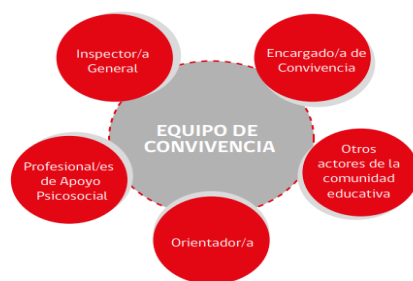 Inspector/a
General
Encargado/a de
Convivencia
EQUIPO DE
CONVIVENCIA
Profesional/es
de Apoyo
Psicosocial
Otros
actores de la
comunidad
educativa
Orientador/a